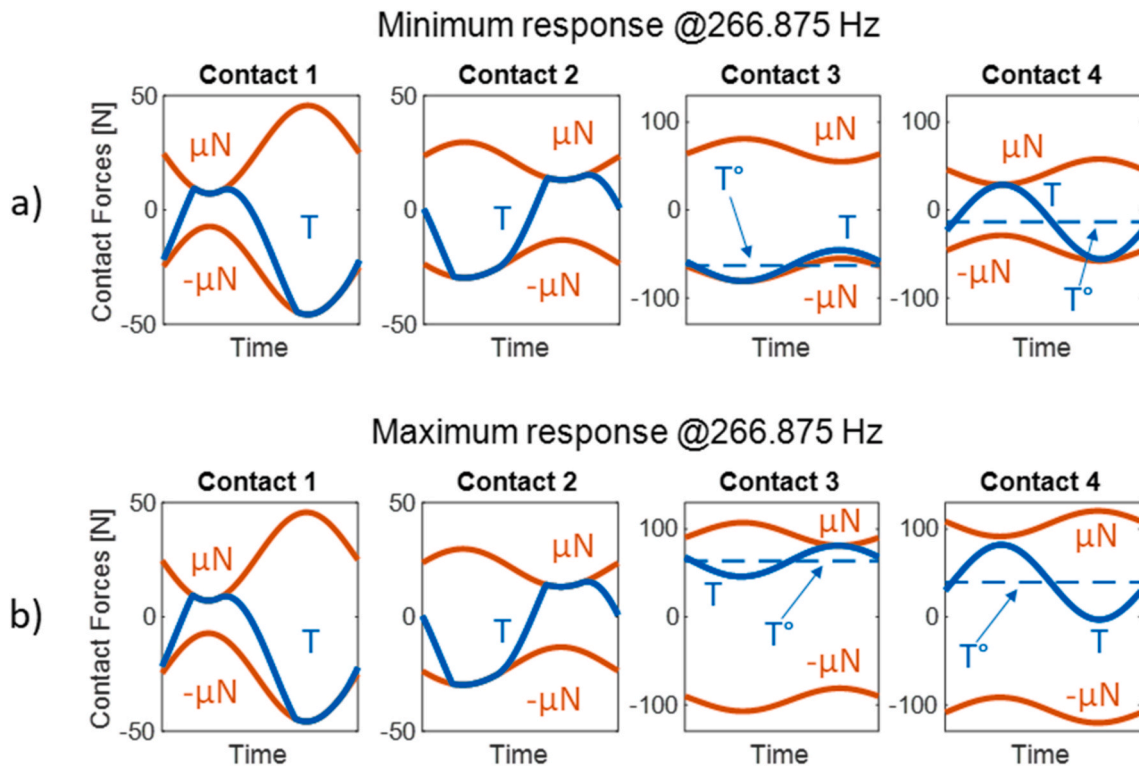 Minimum response @266.875 Hz
Contact 1 Contact 2 Contact 3 Contact 4
a)
Contact Forces [N]
50
0
-50
μN
T
-μN
Time
50
0
-50
μN
T
-μN
Time
100
0
-100
μN
T°
T
-μN
Time
100
0
-100
μN
T
T°
-μN
Time
Maximum response @266.875 Hz
Contact 1 Contact 2 Contact 3 Contact 4
b)
Contact Forces [N]
50
0
-50
μN
T
-μN
Time
50
0
-50
μN
T
-μN
Time
100
0
-100
μN
T
T°
-μN
Time
100
0
-100
μN
T°
T
-μN
Time